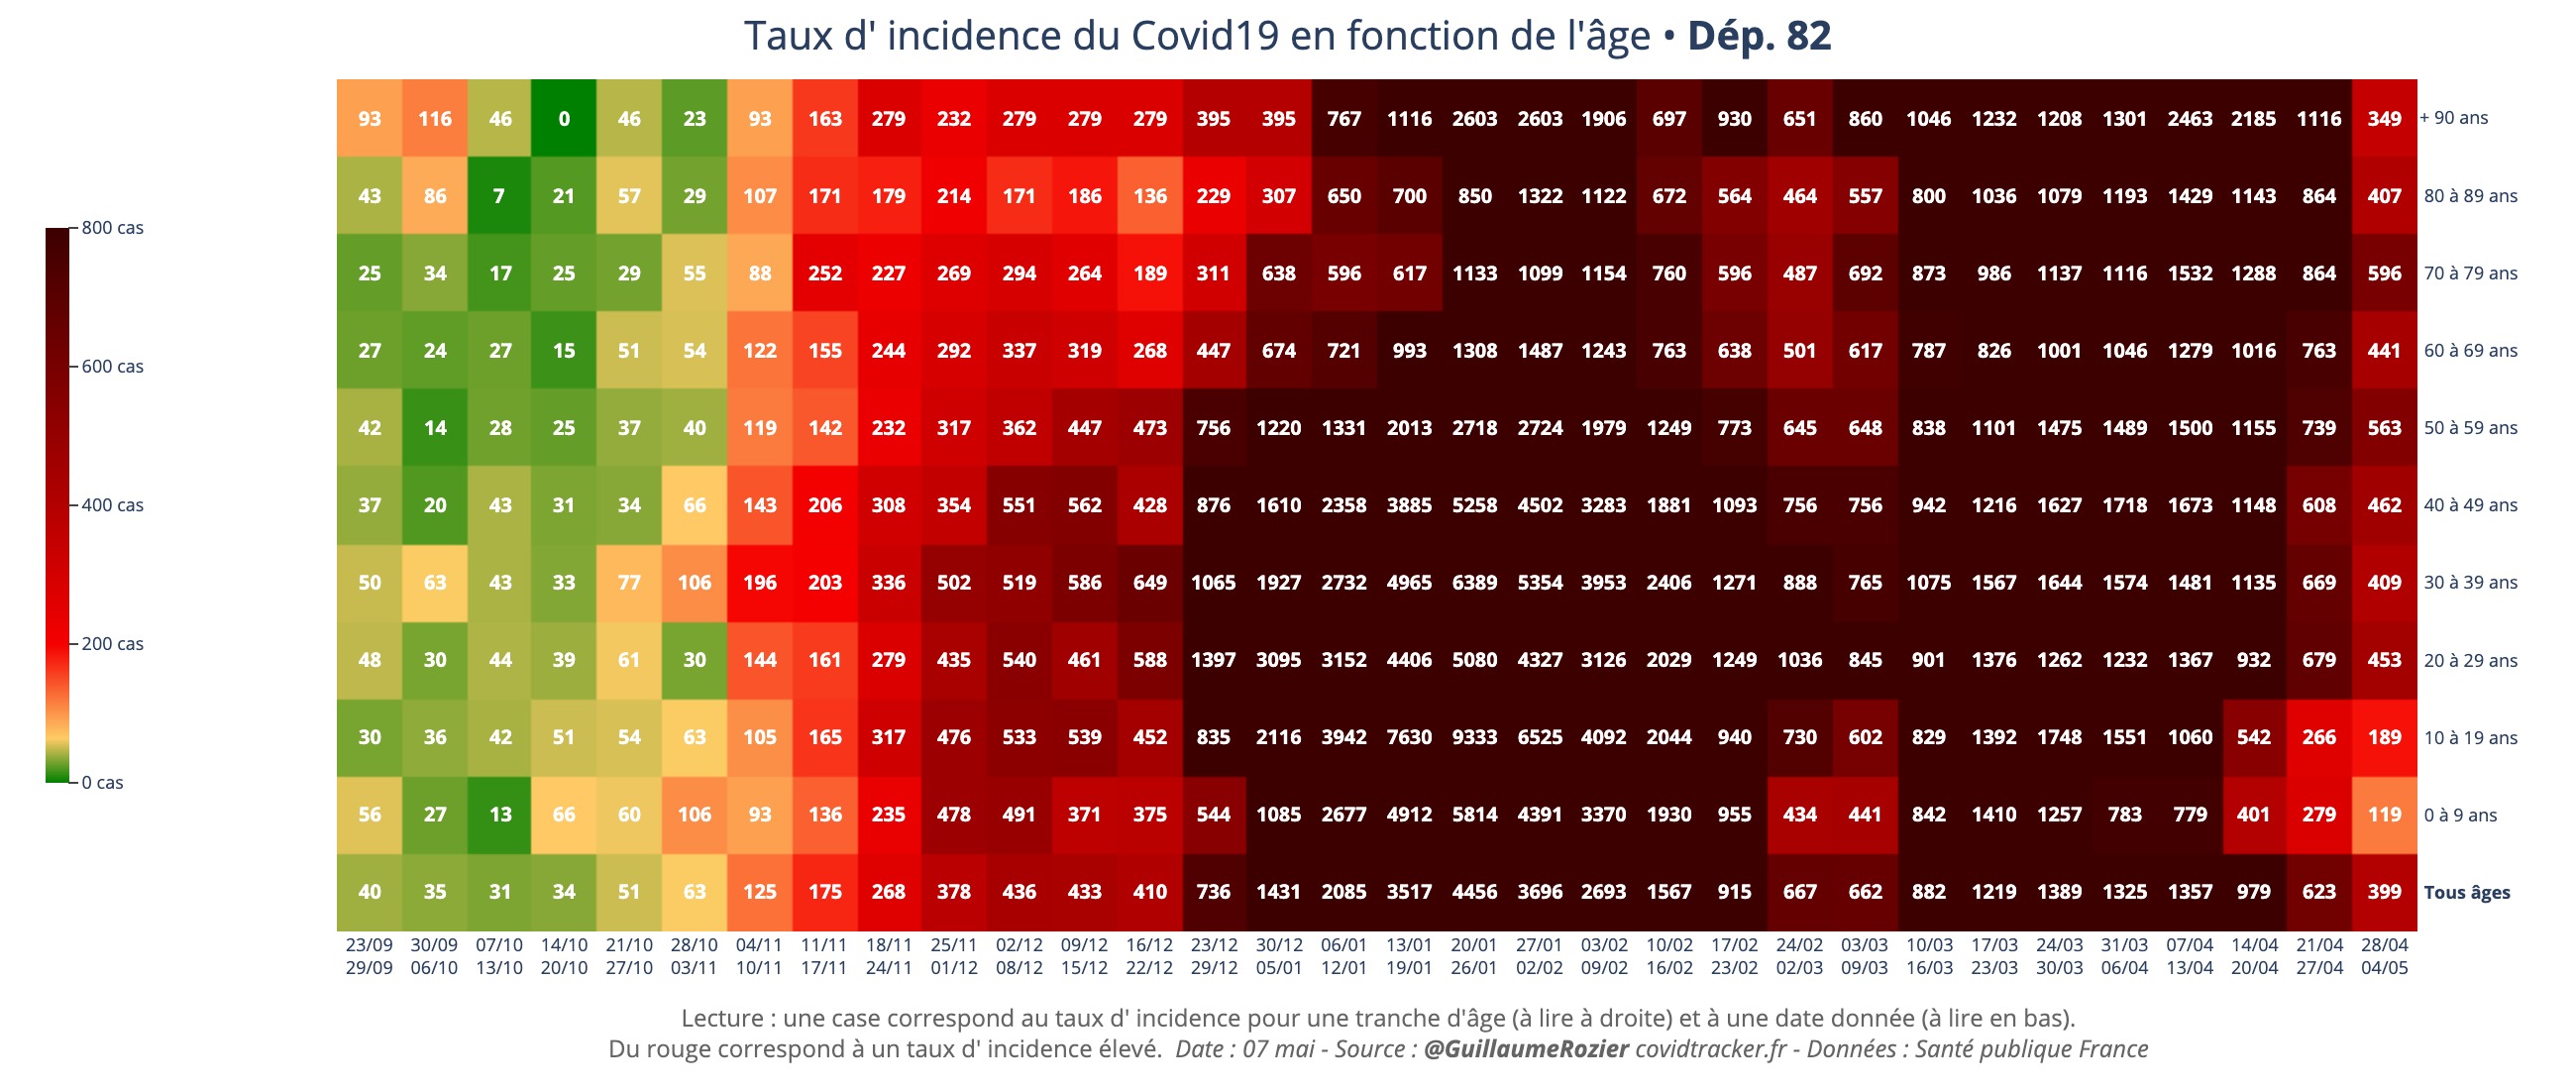 Taux d' incidence du Covid19 en fonction de l'âge • Dép. 82
800 cas
600 cas
400 cas
200 cas
0 cas
93 116 46 0 46 23 93 163 279 232 279 279 279 395 395 767 1116 2603 2603 1906 697 930 651 860 1046 1232 1208 1301 2463 2185 1116 349 + 90 ans
43 86 7 21 57 29 107 171 179 214 171 186 136 229 307 650 700 850 1322 1122 672 564 464 557 800 1036 1079 1193 1429 1143 864 407 80 à 89 ans
25 34 17 25 29 55 88 252 227 269 294 264 189 311 638 596 617 1133 1099 1154 760 596 487 692 873 986 1137 1116 1532 1288 864 596 70 à 79 ans
27 24 27 15 51 54 122 155 244 292 337 319 268 447 674 721 993 1308 1487 1243 763 638 501 617 787 826 1001 1046 1279 1016 763 441 60 à 69 ans
42 14 28 25 37 40 119 142 232 317 362 447 473 756 1220 1331 2013 2718 2724 1979 1249 773 645 648 838 1101 1475 1489 1500 1155 739 563 50 à 59 ans
37 20 43 31 34 66 143 206 308 354 551 562 428 876 1610 2358 3885 5258 4502 3283 1881 1093 756 756 942 1216 1627 1718 1673 1148 608 462 40 à 49 ans
50 63 43 33 77 106 196 203 336 502 519 586 649 1065 1927 2732 4965 6389 5354 3953 2406 1271 888 765 1075 1567 1644 1574 1481 1135 669 409 30 à 39 ans
48 30 44 39 61 30 144 161 279 435 540 461 588 1397 3095 3152 4406 5080 4327 3126 2029 1249 1036 845 901 1376 1262 1232 1367 932 679 453 20 à 29 ans
30 36 42 51 54 63 105 165 317 476 533 539 452 835 2116 3942 7630 9333 6525 4092 2044 940 730 602 829 1392 1748 1551 1060 542 266 189 10 à 19 ans
56 27 13 66 60 106 93 136 235 478 491 371 375 544 1085 2677 4912 5814 4391 3370 1930 955 434 441 842 1410 1257 783 779 401 279 119 0 à 9 ans
40 35 31 34 51 63 125 175 268 378 436 433 410 736 1431 2085 3517 4456 3696 2693 1567 915 667 662 882 1219 1389 1325 1357 979 623 399 Tous âges
23/09 30/09 07/10 14/10 21/10 28/10 04/11 11/11 18/11 25/11 02/12 09/12 16/12 23/12 30/12 06/01 13/01 20/01 27/01 03/02 10/02 17/02 24/02 03/03 10/03 17/03 24/03 31/03 07/04 14/04 21/04 28/04
29/09 06/10 13/10 20/10 27/10 03/11 10/11 17/11 24/11 01/12 08/12 15/12 22/12 29/12 05/01 12/01 19/01 26/01 02/02 09/02 16/02 23/02 02/03 09/03 16/03 23/03 30/03 06/04 13/04 20/04 27/04 04/05
Lecture : une case correspond au taux d' incidence pour une tranche d'âge (à lire à droite) et à une date donnée (à lire en bas).
Du rouge correspond à un taux d' incidence élevé. Date : 07 mai - Source : @GuillaumeRozier covidtracker.fr - Données : Santé publique France